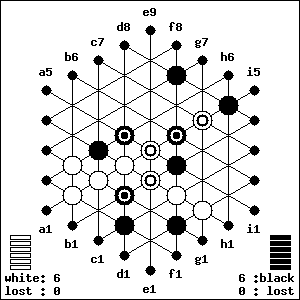 e9
d8 f8
c7 g7
b6 h6
a5 i5
a1 i1
b1 h1
c1 g1
d1 f1
e1
white: 6 6 :black
lost : 0 0 : lost